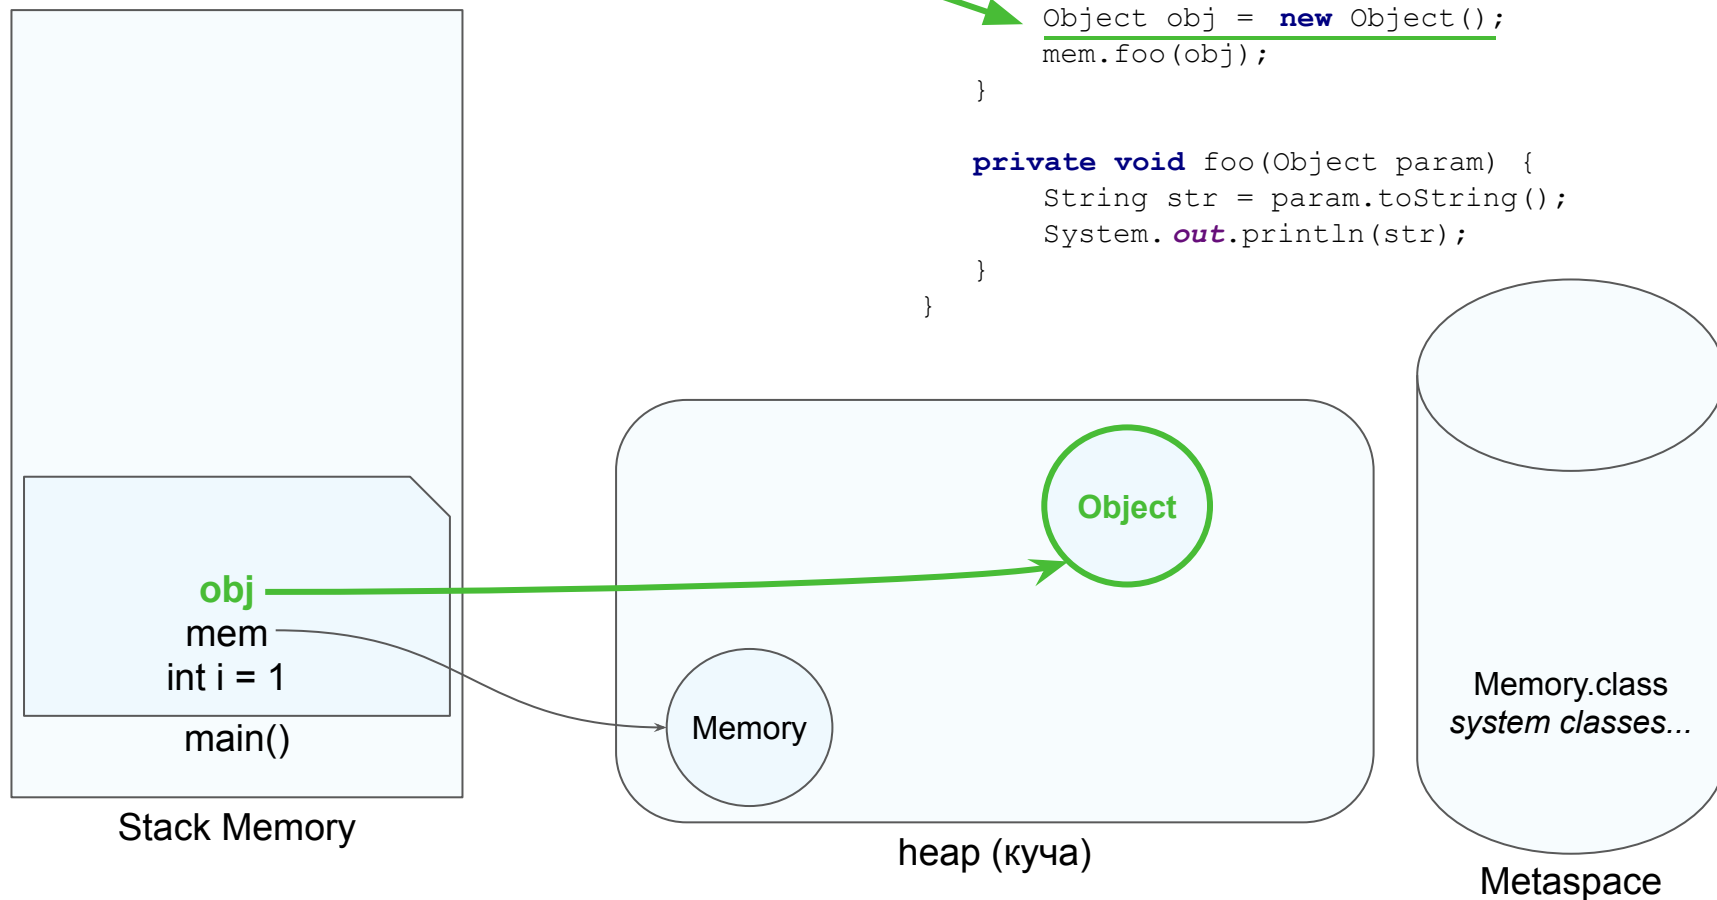 Object obj = new Object();
mem.foo(obj);
}
private void foo(Object param) {
String str = param.toString();
System.out.println(str);
}
}
Object
obj
mem
int i = 1
main()
Memory
Memory.class
system classes...
Stack Memory
heap (куча)
Metaspace